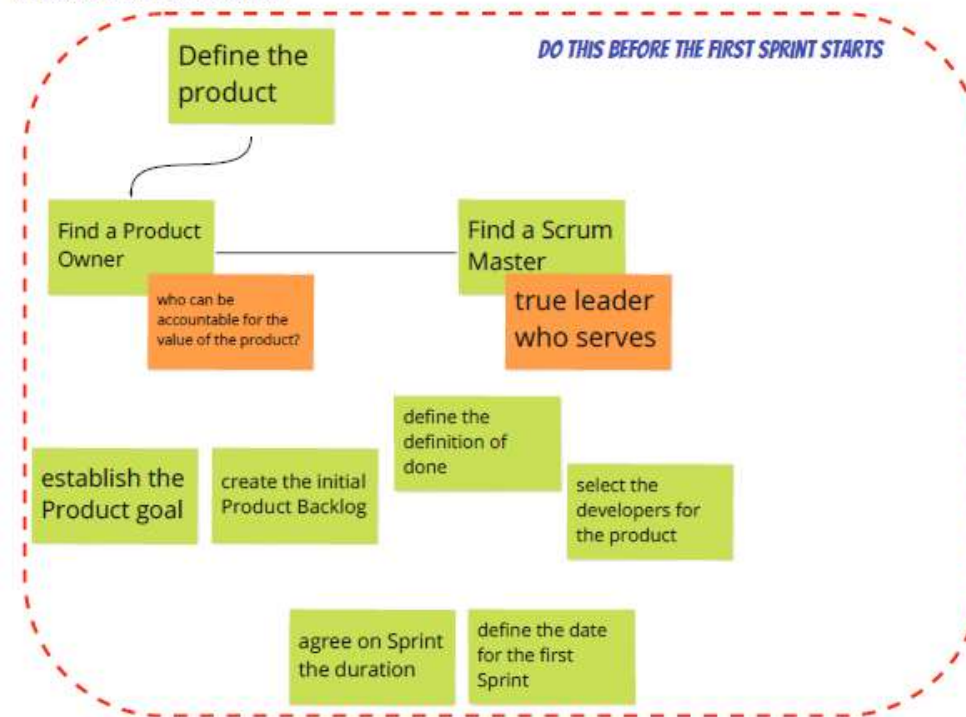 DO THIS BEFORE THE FIRST SPRINT STARTS
Define the
product
Find a Product
Owner
who can be
accountable for the
value of the product?
Find a Scrum
Master
true leader
who serves
establish the
Product goal
create the initial
Product Backlog
define the
definition of
done
select the
developers for
the product
agree on Sprint
the duration
define the date
for the first
Sprint